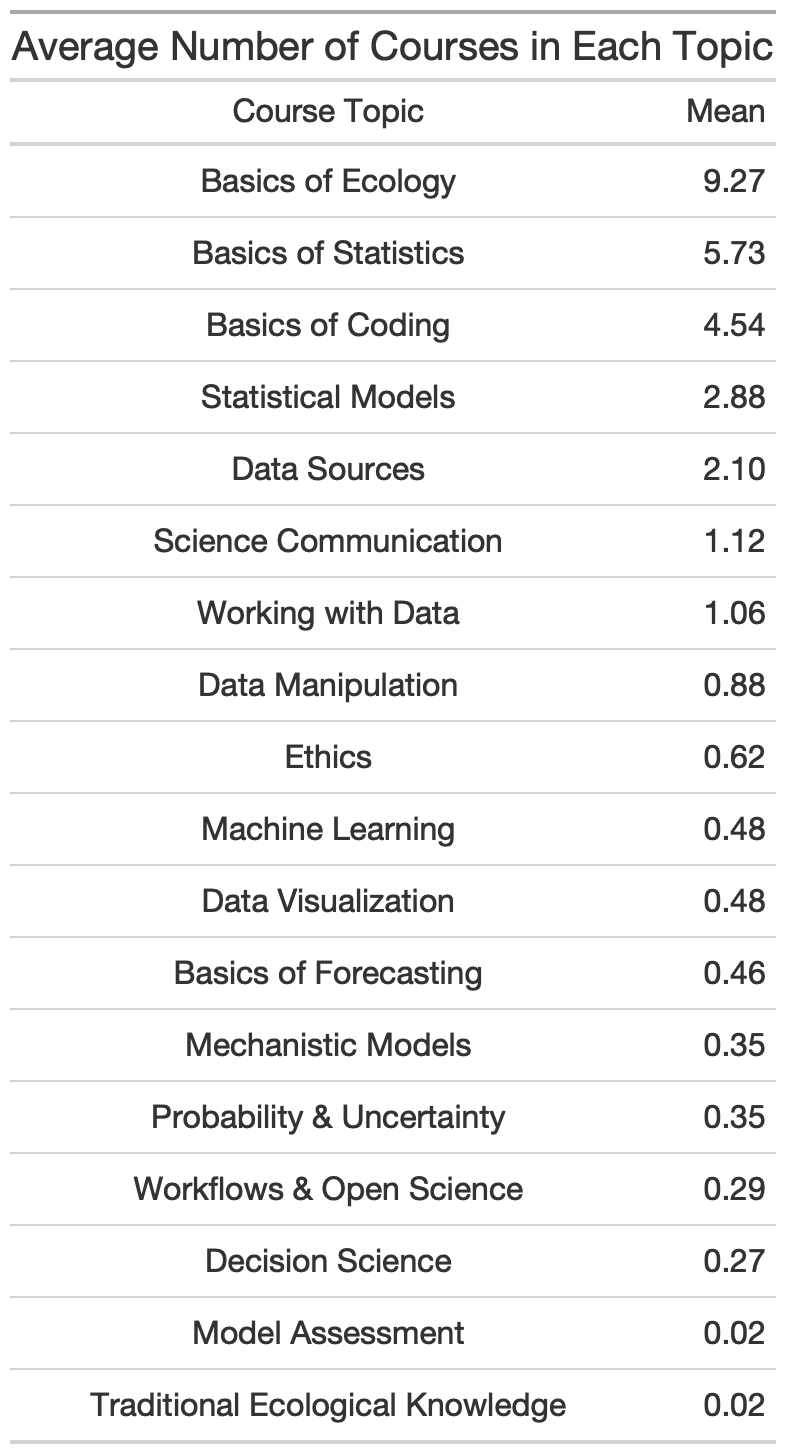 Average Number of Courses in Each Topic
Course Topic Mean
Basics of Ecology 9.27
Basics of Statistics 5.73
Basics of Coding 4.54
Statistical Models 2.88
Data Sources 2.10
Science Communication 1.12
Working with Data 1.06
Data Manipulation 0.88
Ethics 0.62
Machine Learning 0.48
Data Visualization 0.48
Basics of Forecasting 0.46
Mechanistic Models 0.35
Probability & Uncertainty 0.35
Workflows & Open Science 0.29
Decision Science 0.27
Model Assessment 0.02
Traditional Ecological Knowledge 0.02